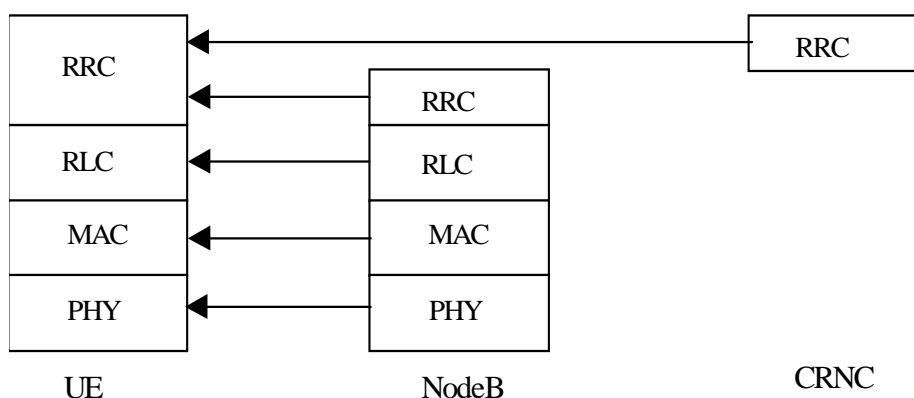 RRC
RRC
RRC
RLC
RLC
MAC
MAC
PHY
PHY
UE
NodeB
CRNC